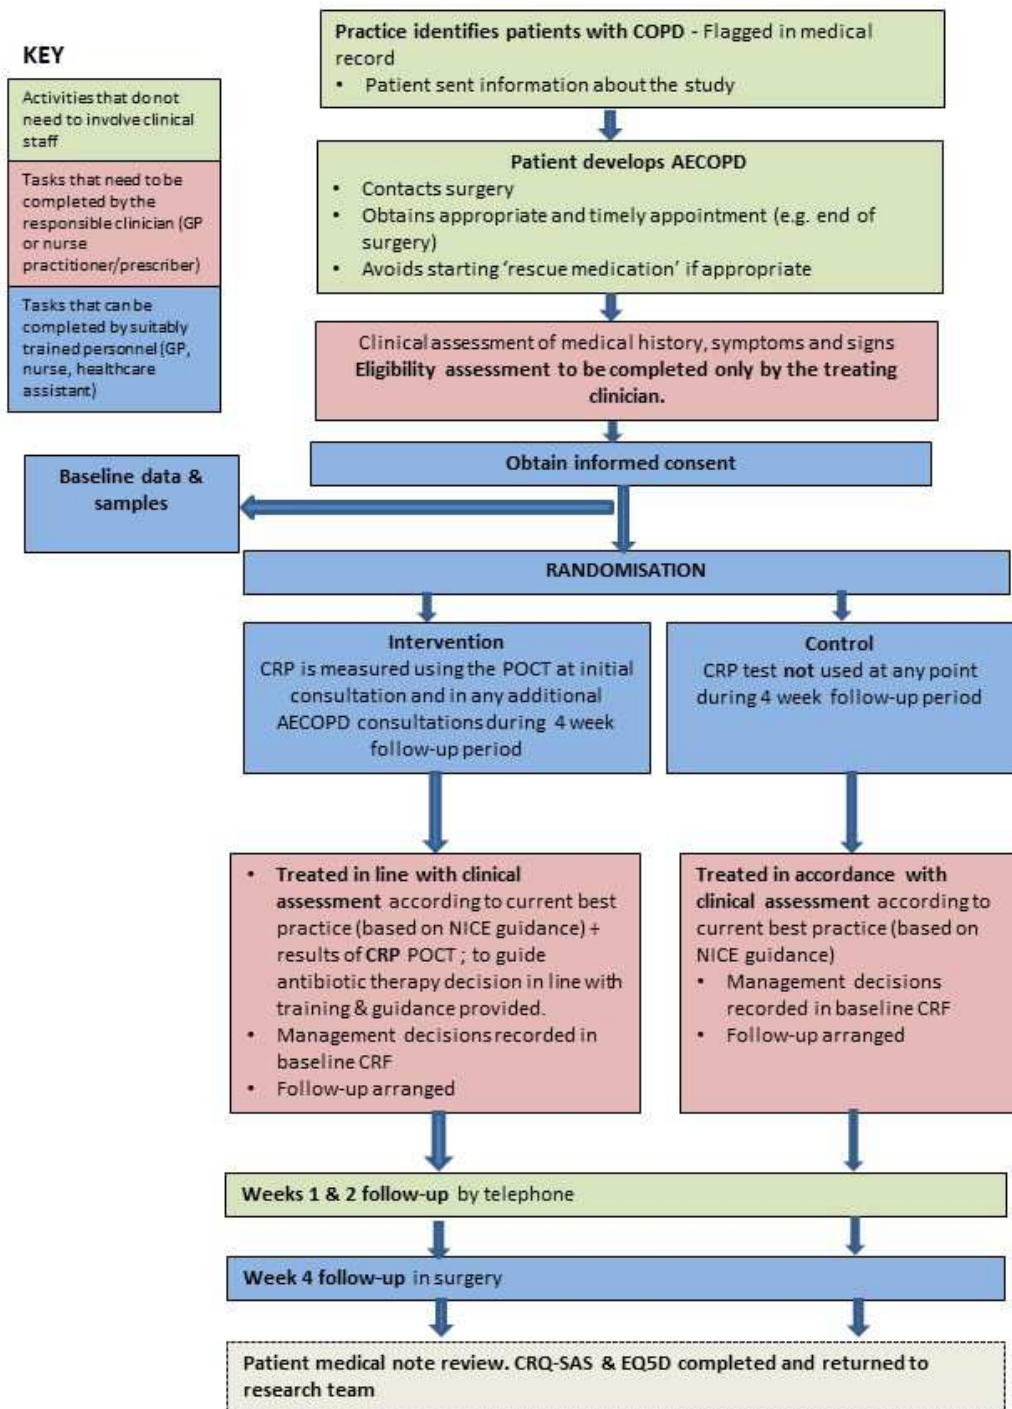 KEY
Activities that do not
need to involve clinical
staff
Tasks that need to be
completed by the
responsible clinician (GP
or nurse
practitioner/prescriber)
Tasks that can be
completed by suitably
trained personnel (GP,
nurse, healthcare
assistant)
Practice identifies patients with COPD - Flagged in medical
record
• Patient sent information about the study
Patient develops AECOPD
• Contacts surgery
• Obtains appropriate and timely appointment (e.g. end of
surgery)
• Avoids starting ‘rescue medication’ if appropriate
Clinical assessment of medical history, symptoms and signs
Eligibility assessment to be completed only by the treating
clinician.
Obtain informed consent
Baseline data &
samples
RANDOMISATION
Intervention
CRP is measured using the POCT at initial
consultation and in any additional
AECOPD consultations during 4 week
follow-up period
Control
CRP test not used at any point
during 4 week follow-up period
• Treated in line with clinical
assessment according to current best
practice (based on NICE guidance) +
results of CRP POCT ; to guide
antibiotic therapy decision in line with
training & guidance provided.
• Management decisions recorded in
baseline CRF
• Follow-up arranged
Treated in accordance with
clinical assessment according to
current best practice (based on
NICE guidance)
• Management decisions
recorded in baseline CRF
• Follow-up arranged
Weeks 1 & 2 follow-up by telephone
Week 4 follow-up in surgery
Patient medical note review. CRQ-SAS & EQ5D completed and returned to
research team